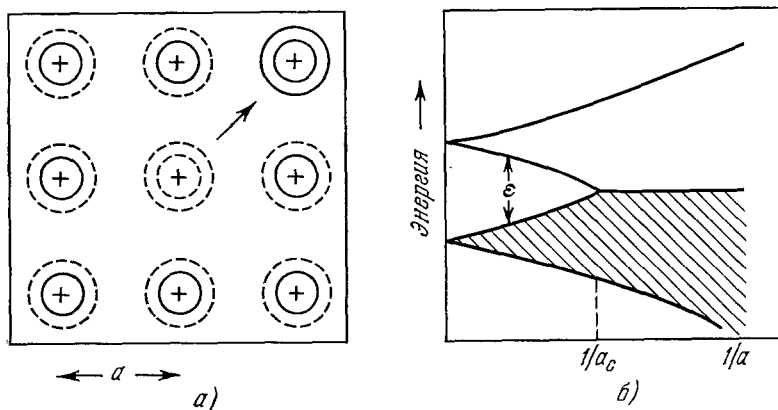 + + +
+ + +
+ + +
a
а)
Энергия
ε
1/a_c
1/a
б)